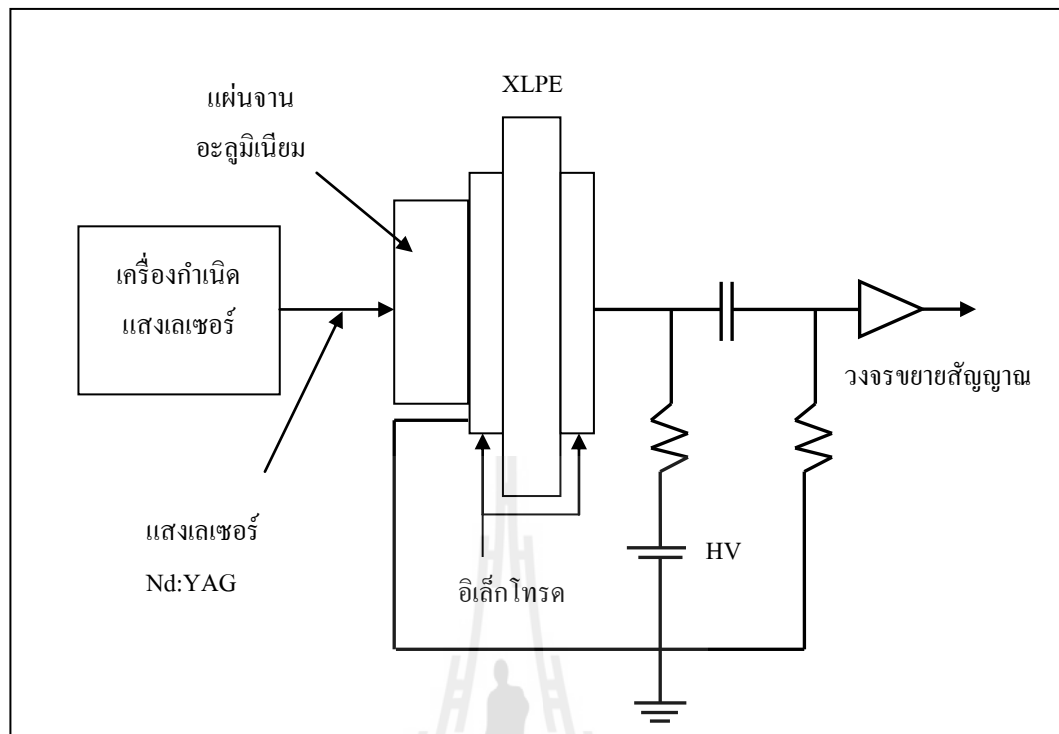 XLPE
แผ่นจาน
อะลูมิเนียม
เครื่องกำเนิด
แสงเลเซอร์
วงจรขยายสัญญาณ
แสงเลเซอร์
Nd:YAG
HV
อิเล็กโทรด